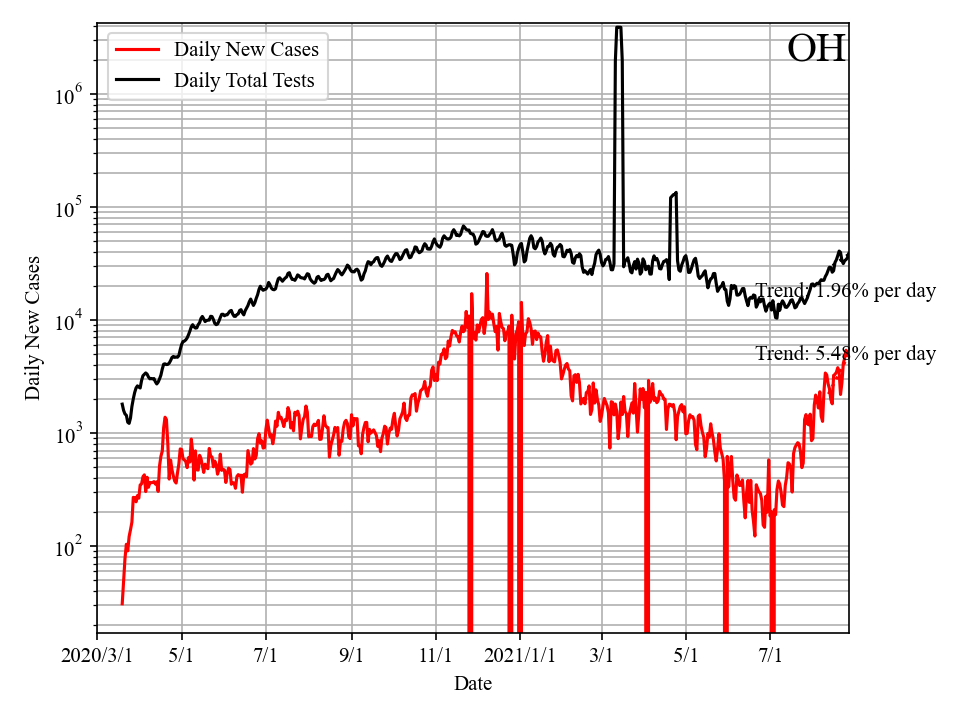 OH
Daily New Cases
Daily Total Tests
Daily New Cases
10^6
10^5
10^4
10^3
10^2
Trend: 1.96% per day
Trend: 5.48% per day
2020/3/1 5/1 7/1 9/1 11/1 2021/1/1 3/1 5/1 7/1
Date